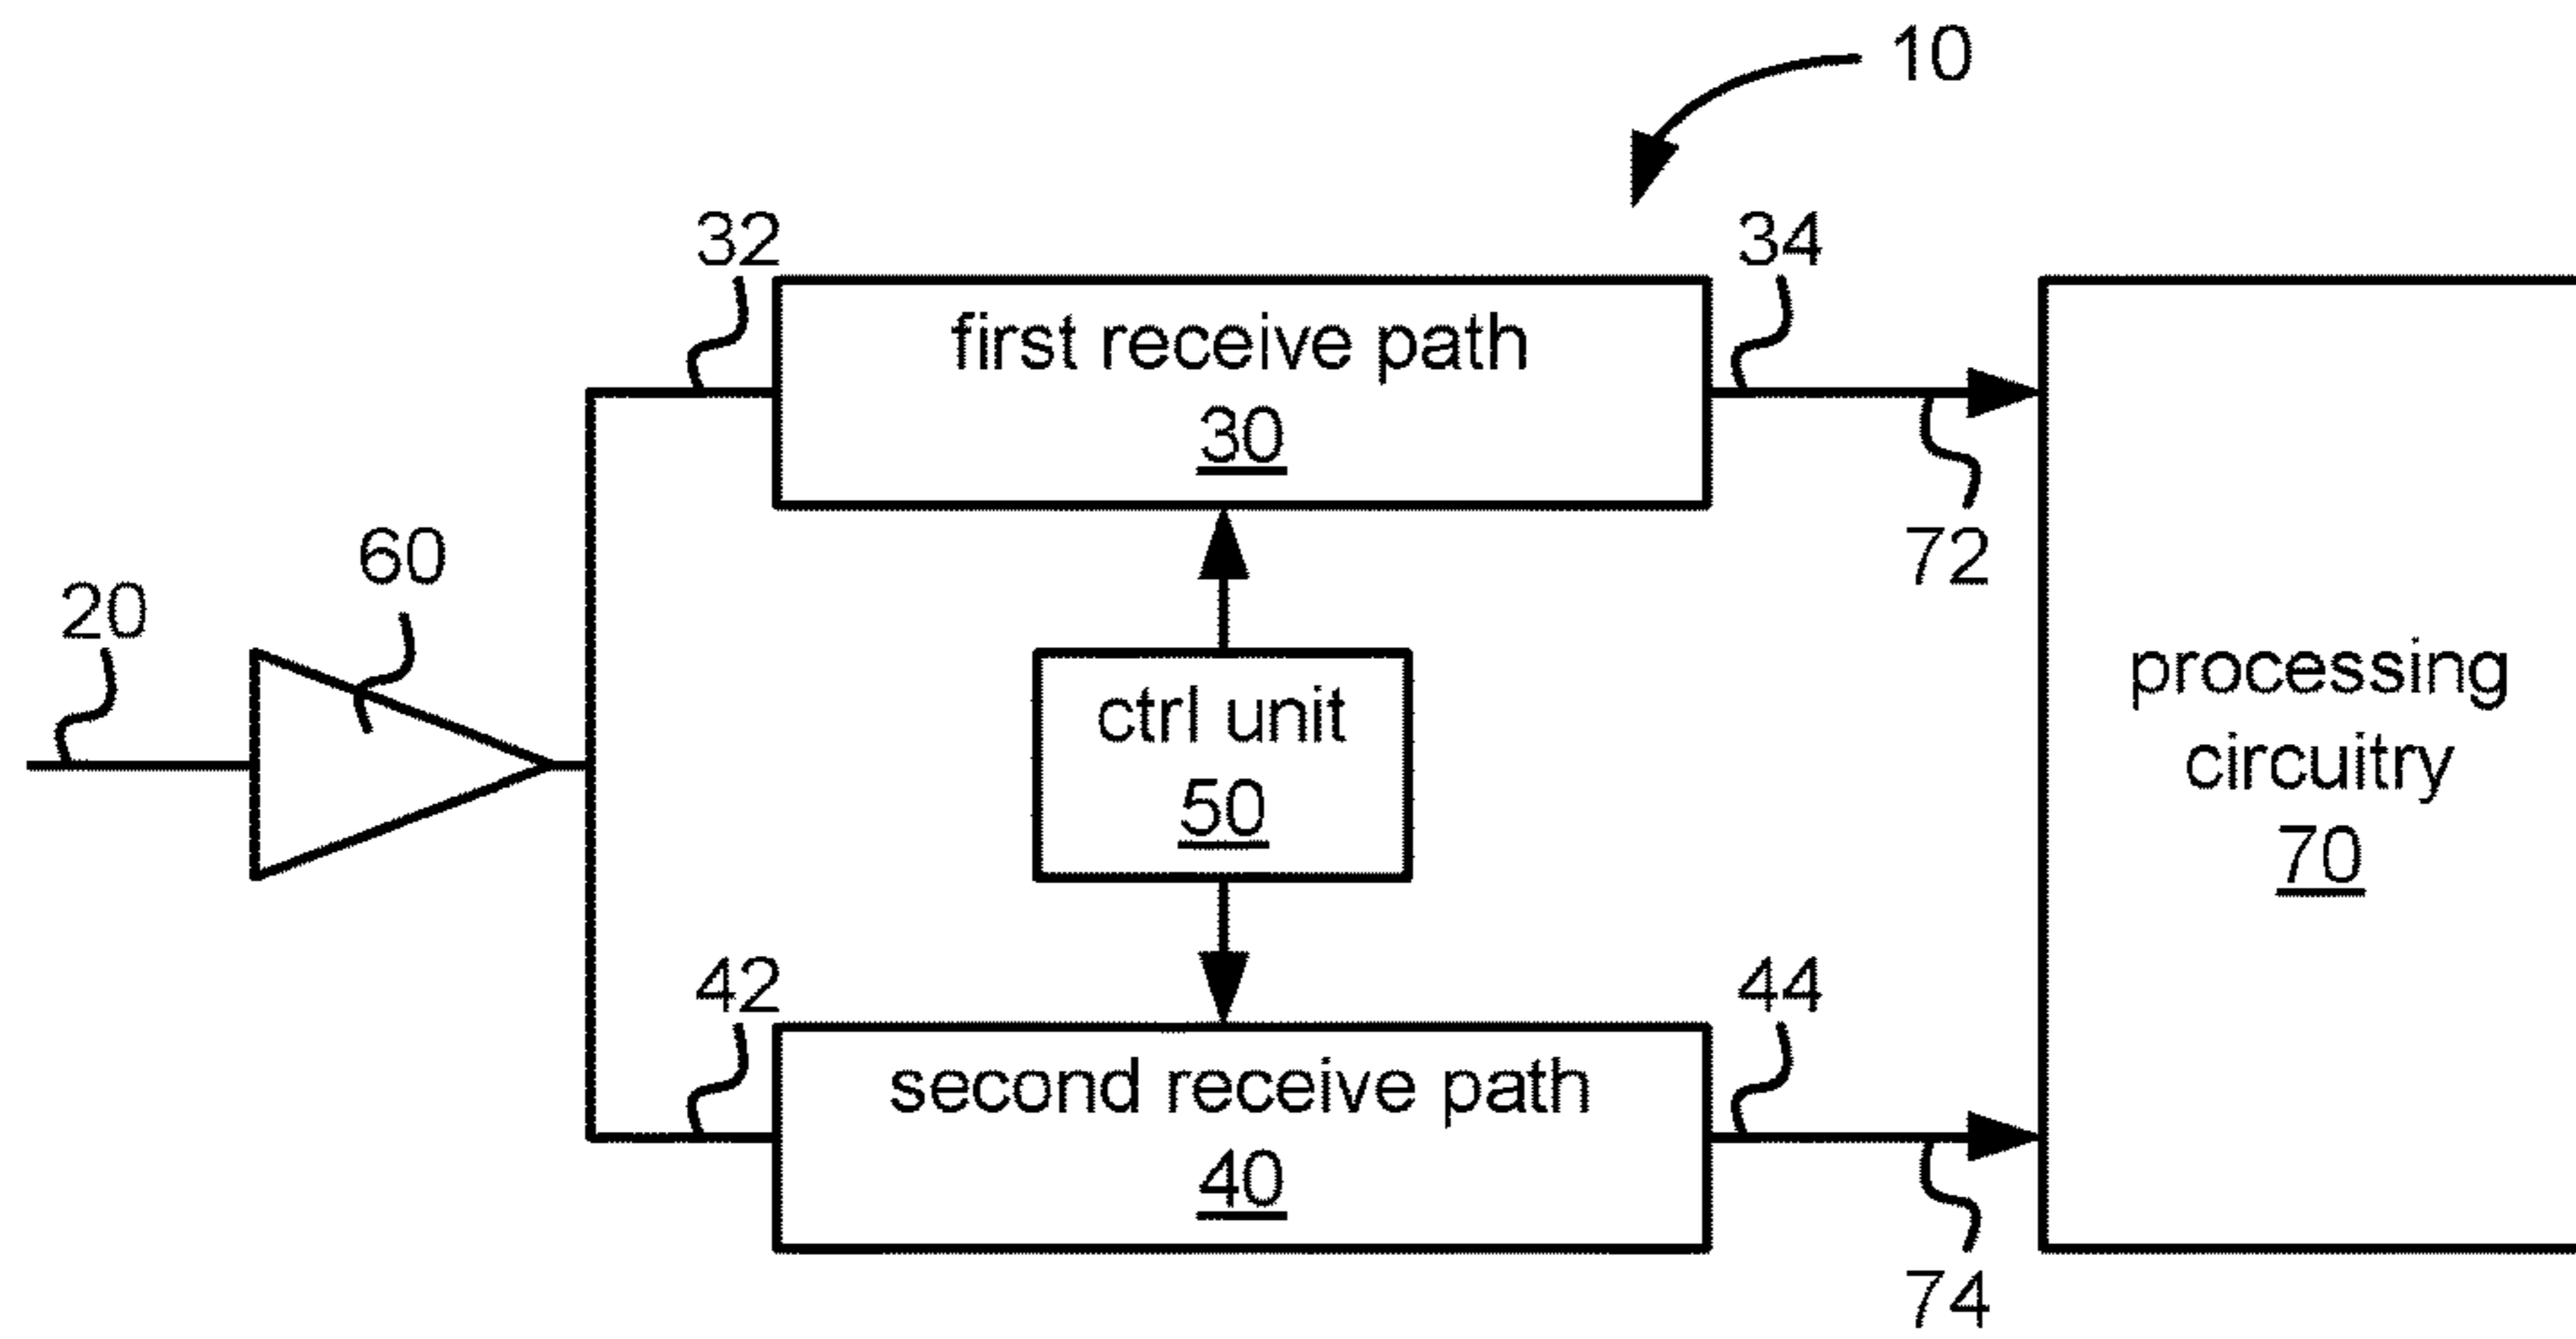 10
32
34
first receive path
30
60
72
20
processing
ctrl unit
circuitry
50
70
42
44
second receive path
40
74